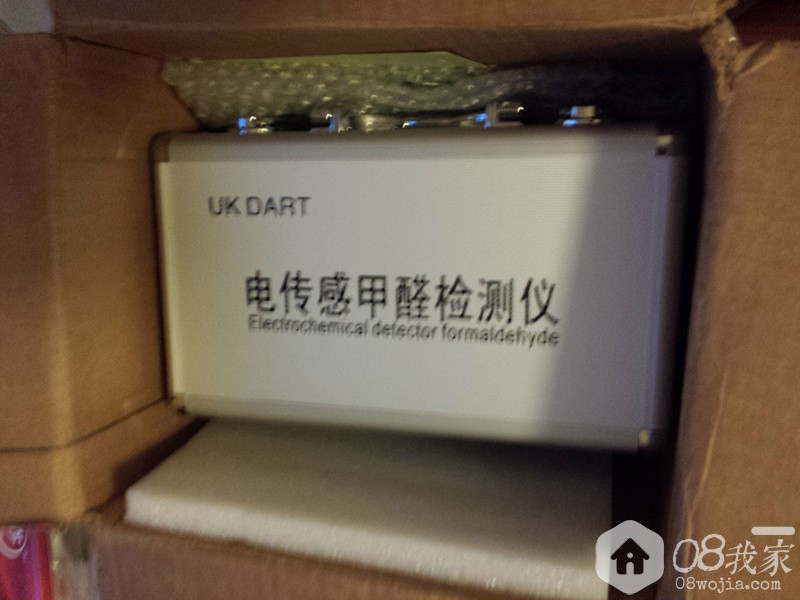 UK DART
电传感甲醛检测仪
Electrochemical detector formaldehyde
08我家
08wojia.com